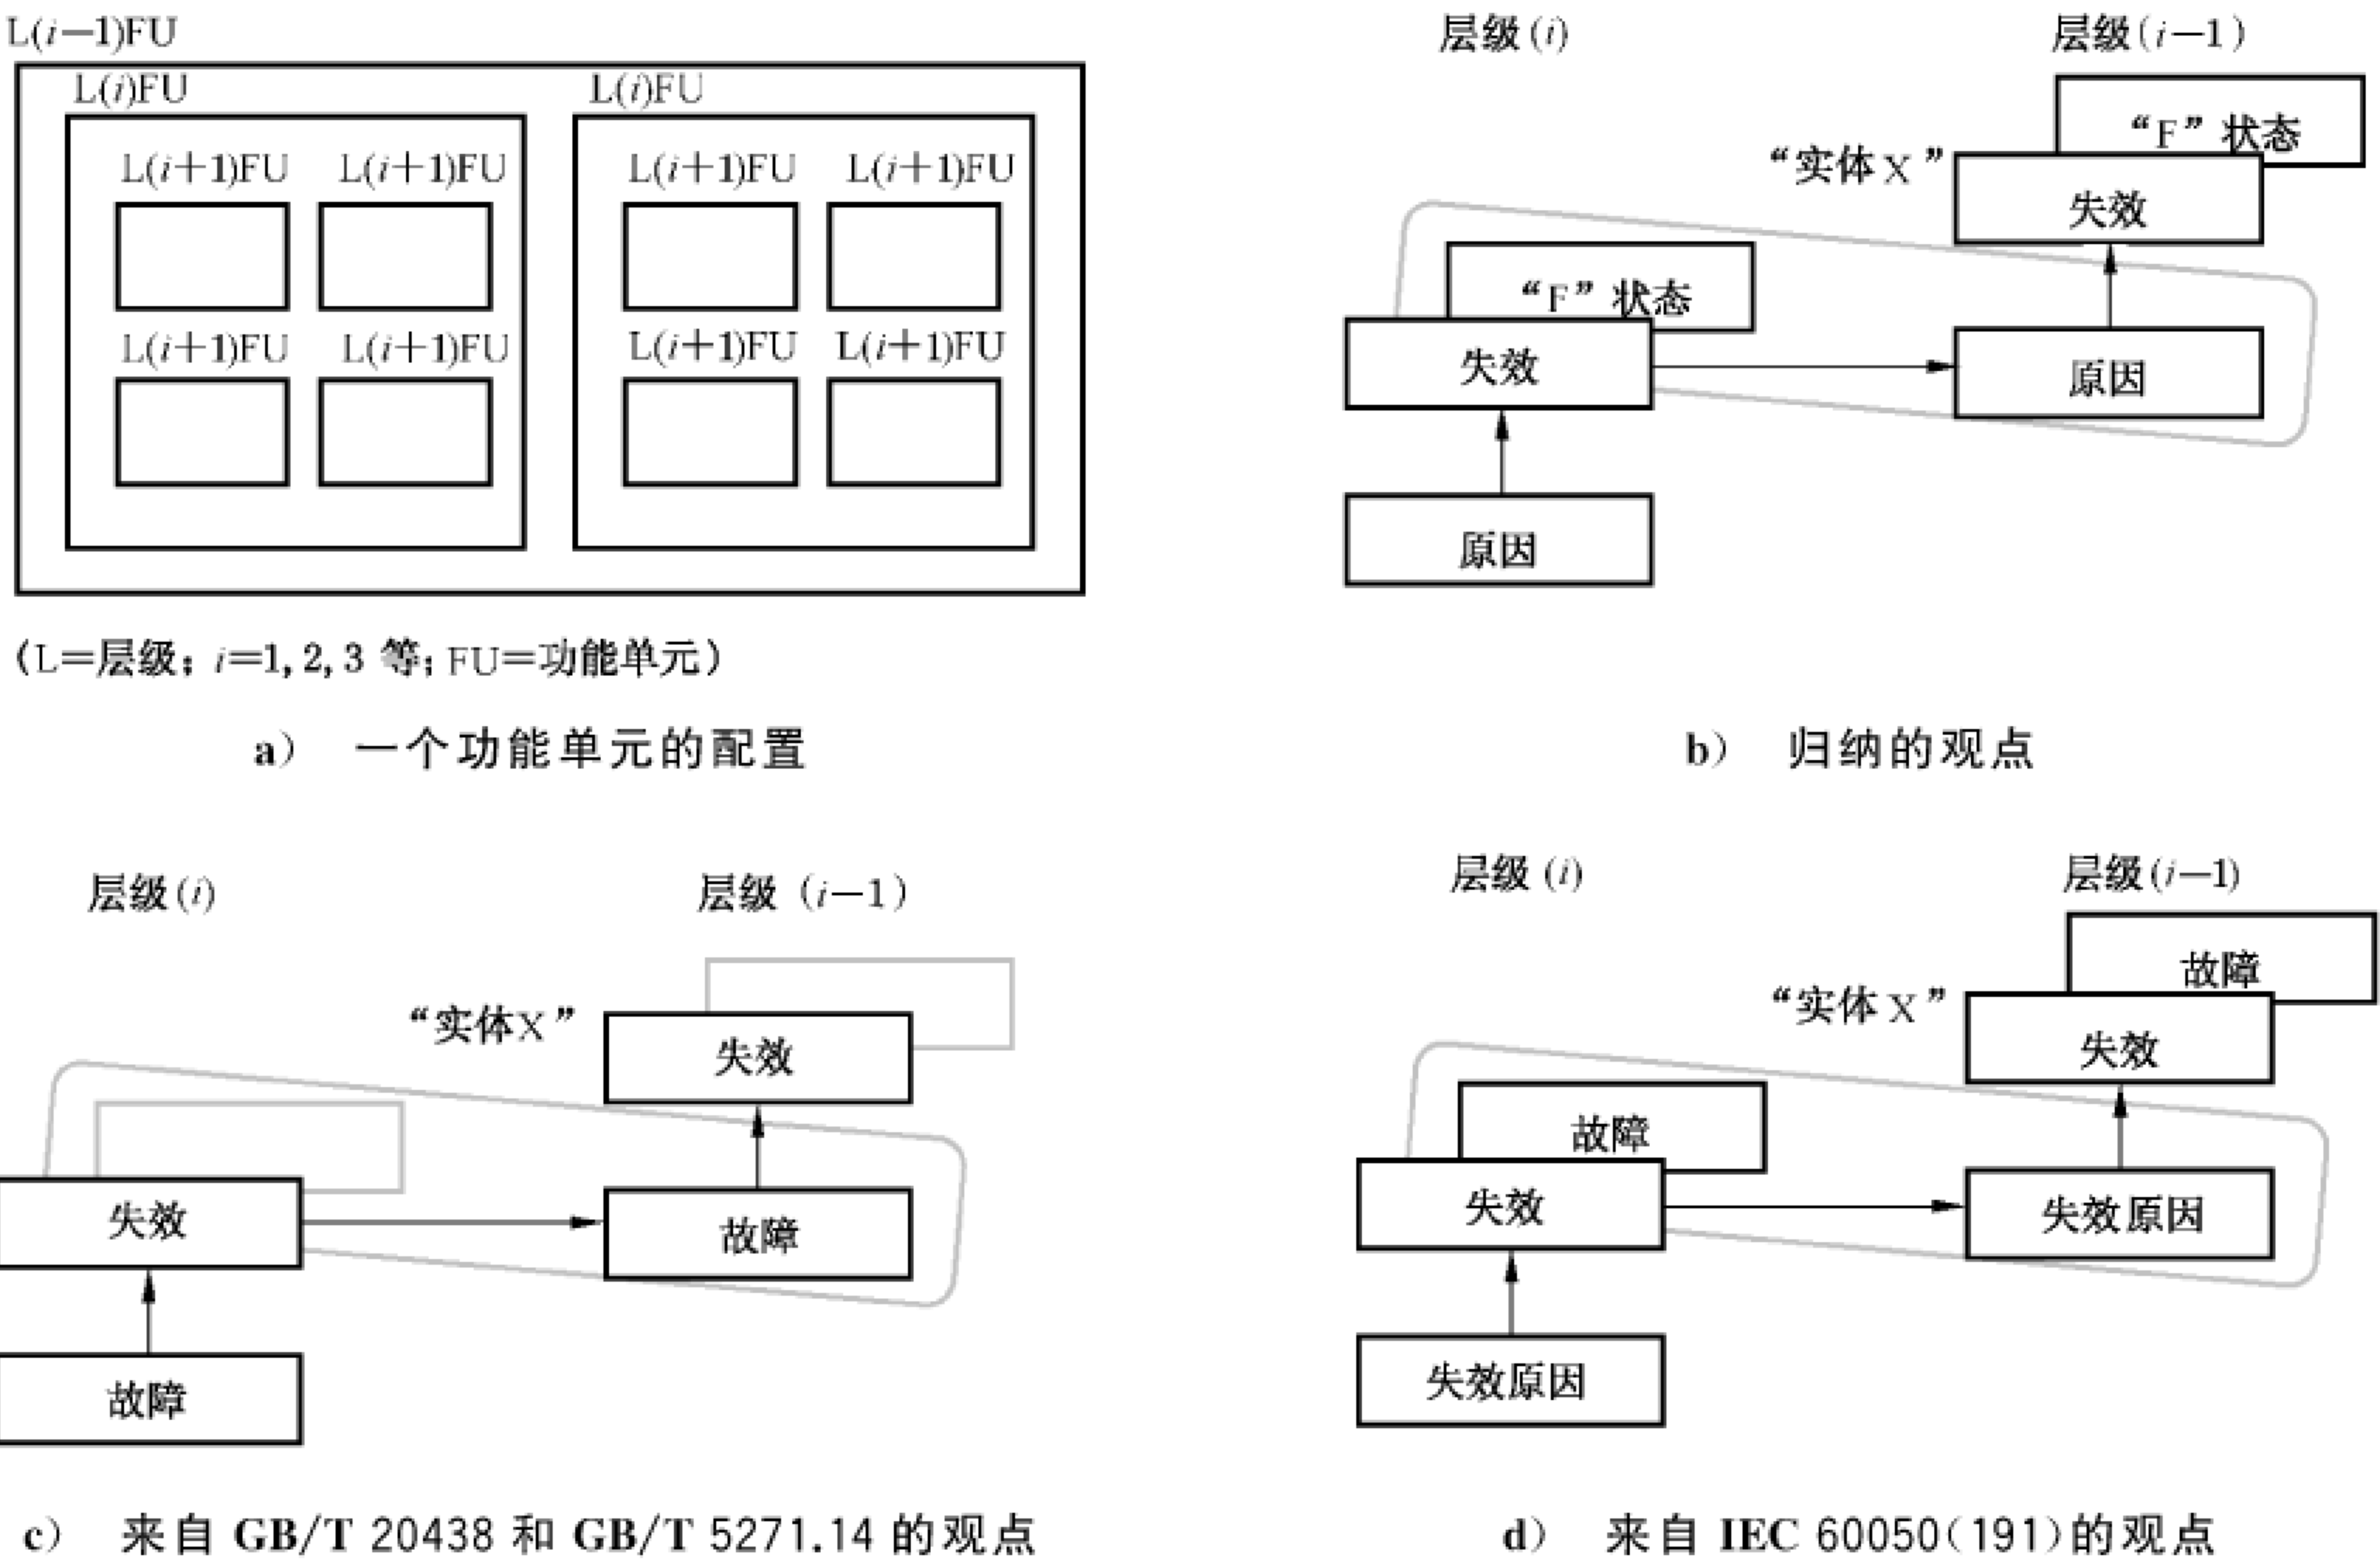 L(i−1)FU
L(i)FU L(i)FU
L(i+1)FU L(i+1)FU L(i+1)FU L(i+1)FU
L(i+1)FU L(i+1)FU L(i+1)FU L(i+1)FU
(L=层级；i=1,2,3 等；FU=功能单元)
a) 一个功能单元的配置
层级(i) 层级(i−1)
“F”状态
“实体X”
失效
“F”状态
失效
原因
原因
b) 归纳的观点
层级(i) 层级(i−1)
“实体X”
失效
失效
故障
故障
c) 来自 GB/T 20438 和 GB/T 5271.14 的观点
层级(i) 层级(i−1)
故障
“实体X”
失效
故障
失效
失效原因
失效原因
d) 来自 IEC 60050(191)的观点